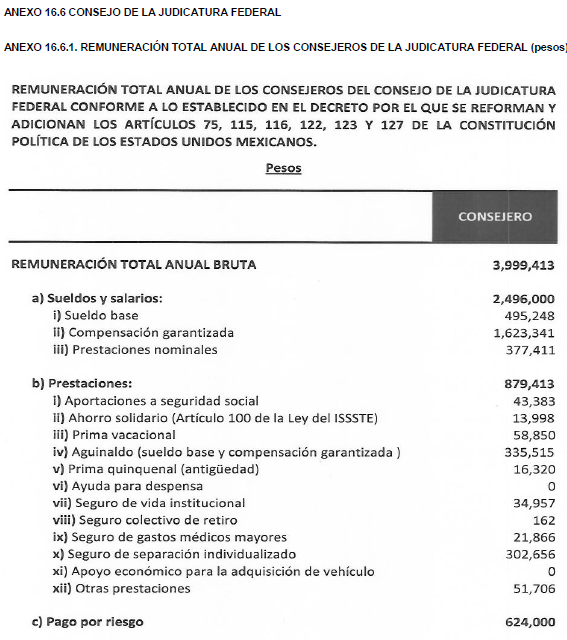 ANEXO 16.6 CONSEJO DE LA JUDICATURA FEDERAL
ANEXO 16.6.1. REMUNERACIÓN TOTAL ANUAL DE LOS CONSEJEROS DE LA JUDICATURA FEDERAL (pesos)
REMUNERACIÓN TOTAL ANUAL DE LOS CONSEJEROS DEL CONSEJO DE LA JUDICATURA
FEDERAL CONFORME A LO ESTABLECIDO EN EL DECRETO POR EL QUE SE REFORMAN Y
ADICIONAN LOS ARTÍCULOS 75, 115, 116, 122, 123 Y 127 DE LA CONSTITUCIÓN
POLÍTICA DE LOS ESTADOS UNIDOS MEXICANOS.
Pesos
CONSEJERO
REMUNERACIÓN TOTAL ANUAL BRUTA 3,999,413
a) Sueldos y salarios: 2,496,000
i) Sueldo base 495,248
ii) Compensación garantizada 1,623,341
iii) Prestaciones nominales 377,411
b) Prestaciones: 879,413
i) Aportaciones a seguridad social 43,383
ii) Ahorro solidario (Artículo 100 de la Ley del ISSSTE) 13,998
iii) Prima vacacional 58,850
iv) Aguinaldo (sueldo base y compensación garantizada ) 335,515
v) Prima quinquenal (antigüedad) 16,320
vi) Ayuda para despensa 0
vii) Seguro de vida institucional 34,957
viii) Seguro colectivo de retiro 162
ix) Seguro de gastos médicos mayores 21,866
x) Seguro de separación individualizado 302,656
xi) Apoyo económico para la adquisición de vehículo 0
xii) Otras prestaciones 51,706
c) Pago por riesgo 624,000